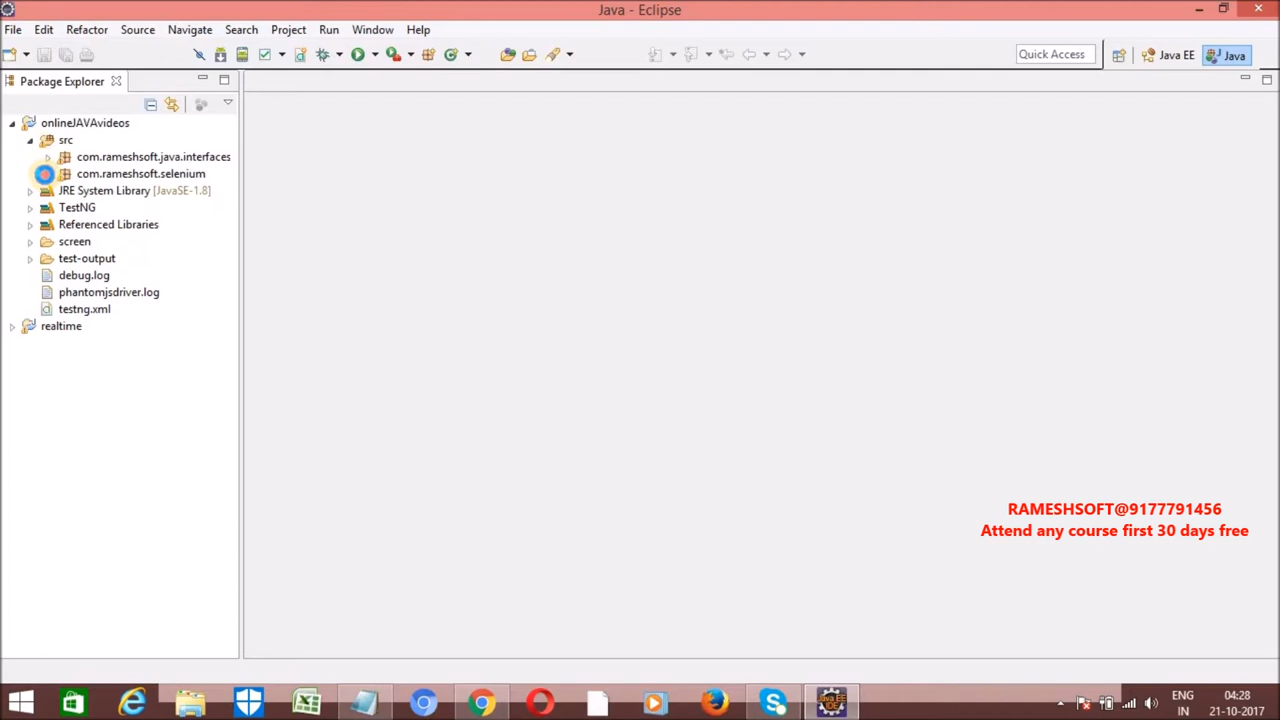 Java - Eclipse
File Edit Refactor Source Navigate Search Project Run Window Help
Quick Access
Java EE
Java
Package Explorer
onlineJAVAvideos
src
com.rameshsoft.java.interfaces
com.rameshsoft.selenium
JRE System Library [JavaSE-1.8]
TestNG
Referenced Libraries
screen
test-output
debug.log
phantomjsdriver.log
testng.xml
realtime
RAMESHSOFT@9177791456
Attend any course first 30 days free
ENG 04:28
IN 21-10-2017